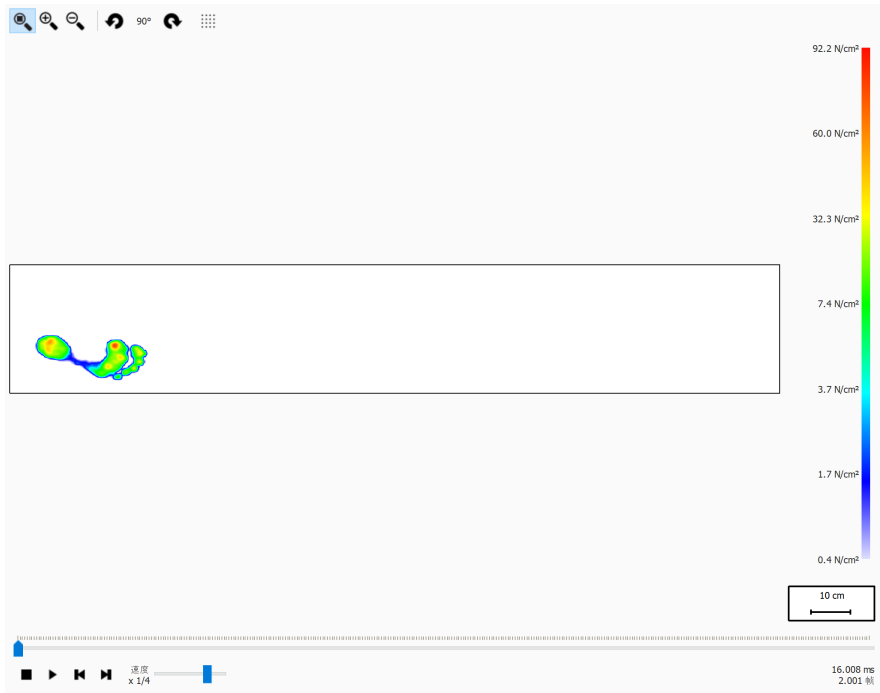 90°
92.2 N/cm²
60.0 N/cm²
32.3 N/cm²
7.4 N/cm²
3.7 N/cm²
1.7 N/cm²
0.4 N/cm²
10 cm
速度
x 1/4
16.008 ms
2.001 帧